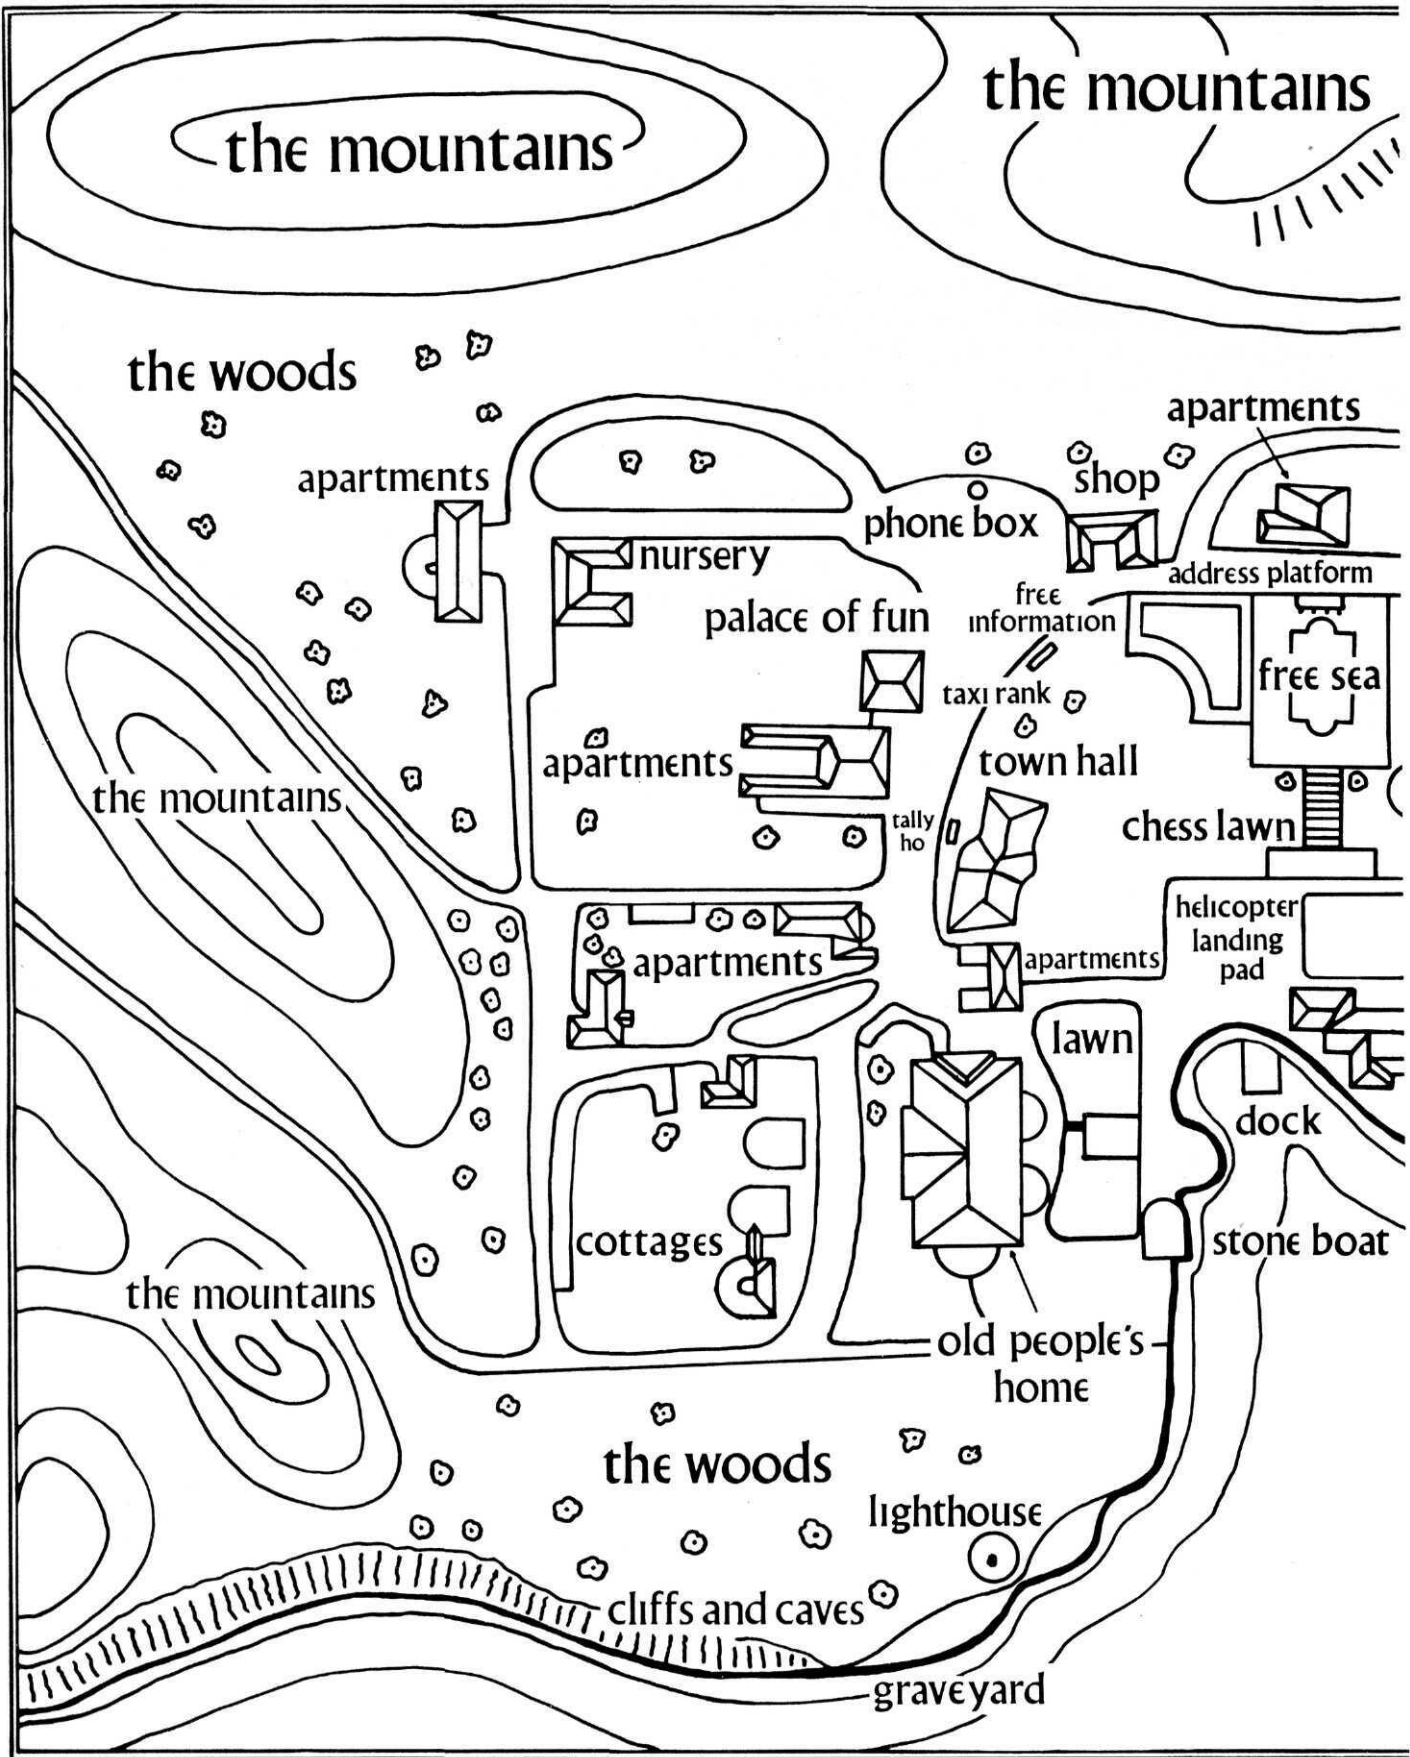 the mountains
the mountains
the woods
apartments
apartments
shop
phone box
nursery
address platform
free
information
palace of fun
free sea
taxi rank
town hall
apartments
the mountains
tally
ho
chess lawn
helicopter
landing
pad
apartments
apartments
lawn
dock
cottages
stone boat
the mountains
old people's
home
the woods
lighthouse
cliffs and caves
graveyard